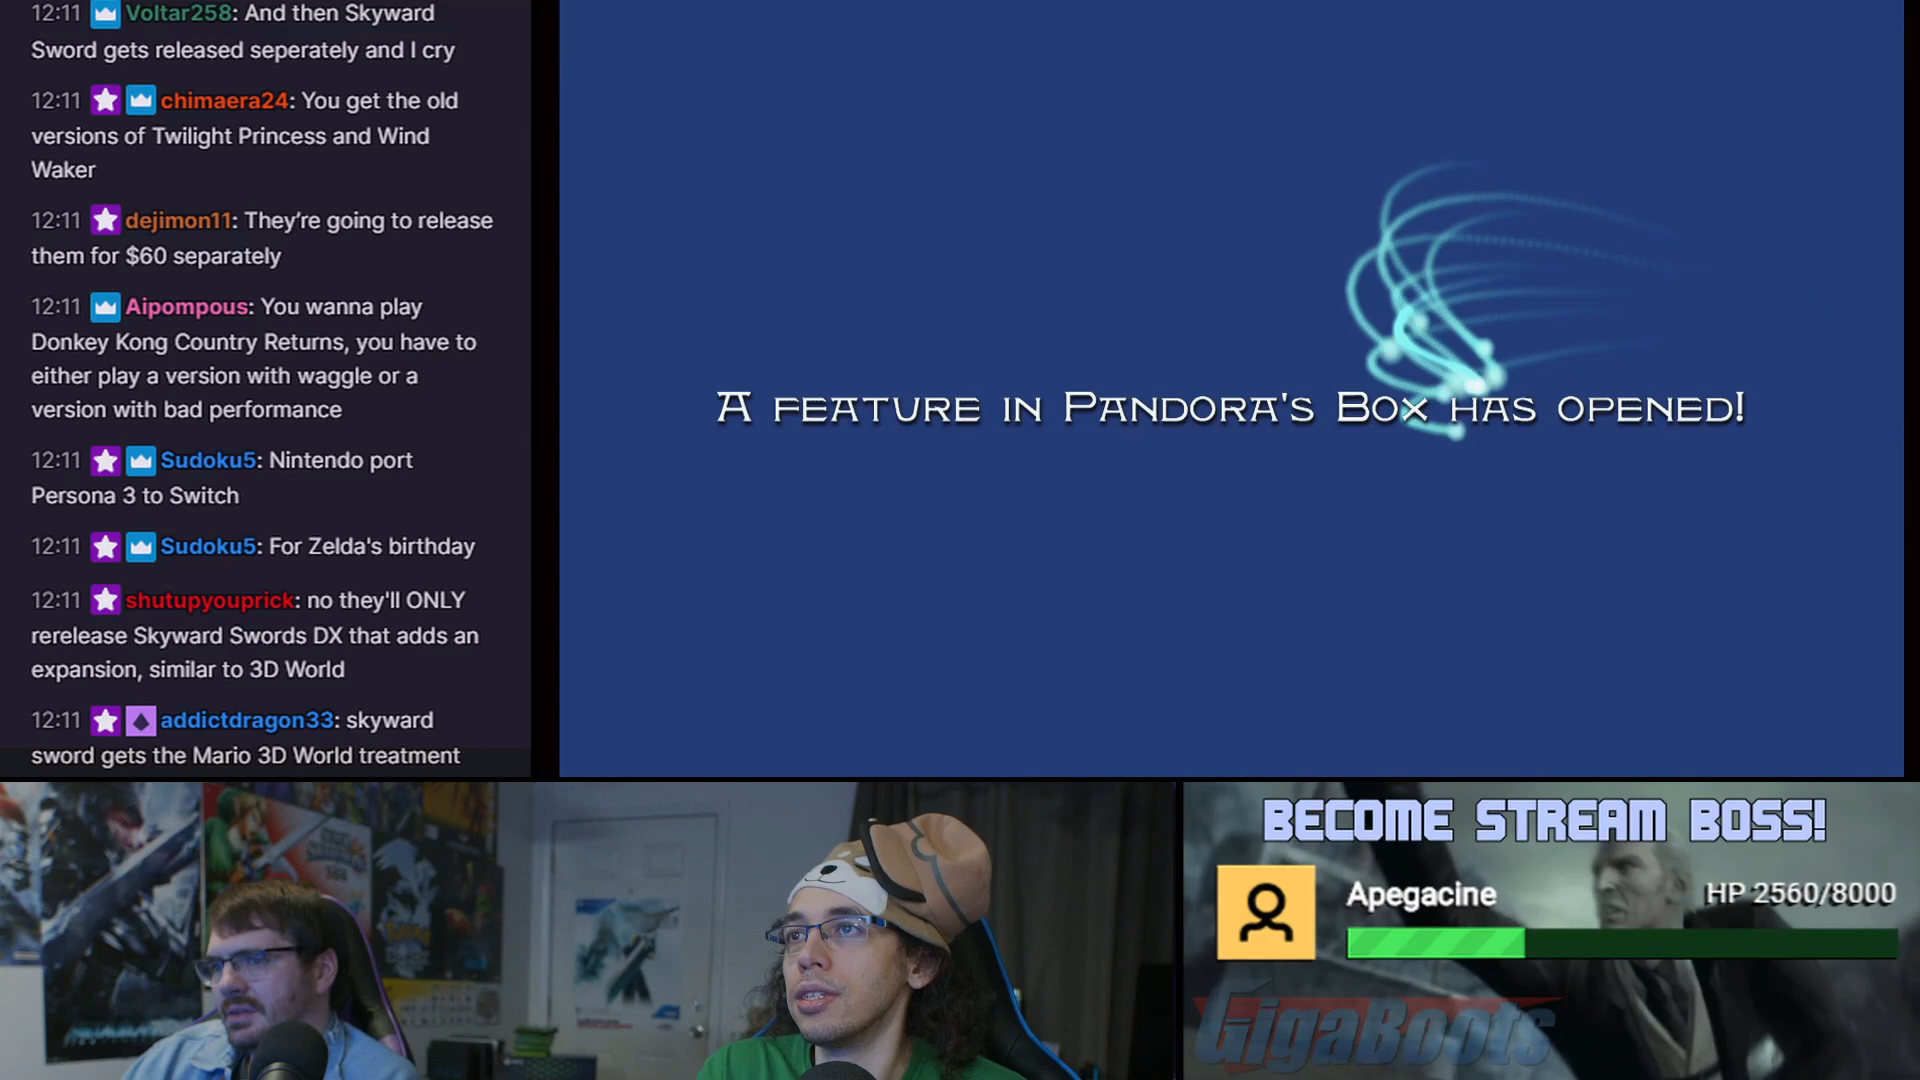 12:11 Voltar258: And then Skyward
Sword gets released seperately and I cry
12:11 chimaera24: You get the old
versions of Twilight Princess and Wind
Waker
12:11 dejimon11: They’re going to release
them for $60 separately
12:11 Aipompous: You wanna play
Donkey Kong Country Returns, you have to
either play a version with waggle or a
version with bad performance
12:11 Sudoku5: Nintendo port
Persona 3 to Switch
12:11 Sudoku5: For Zelda's birthday
12:11 shutupyouprick: no they'll ONLY
rerelease Skyward Swords DX that adds an
expansion, similar to 3D World
12:11 addictdragon33: skyward
sword gets the Mario 3D World treatment
A FEATURE IN PANDORA'S BOX HAS OPENED!
BECOME STREAM BOSS!
Apegacine HP 2560/8000
GigaBoots